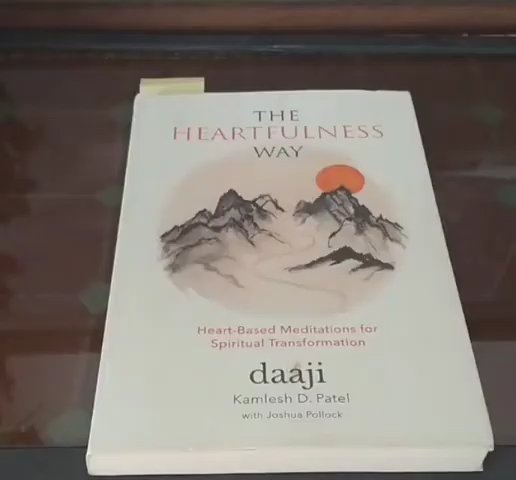 THE
HEARTFULNESS
WAY
Heart-Based Meditations for
Spiritual Transformation
daaji
Kamlesh D. Patel
with Joshua Pollock